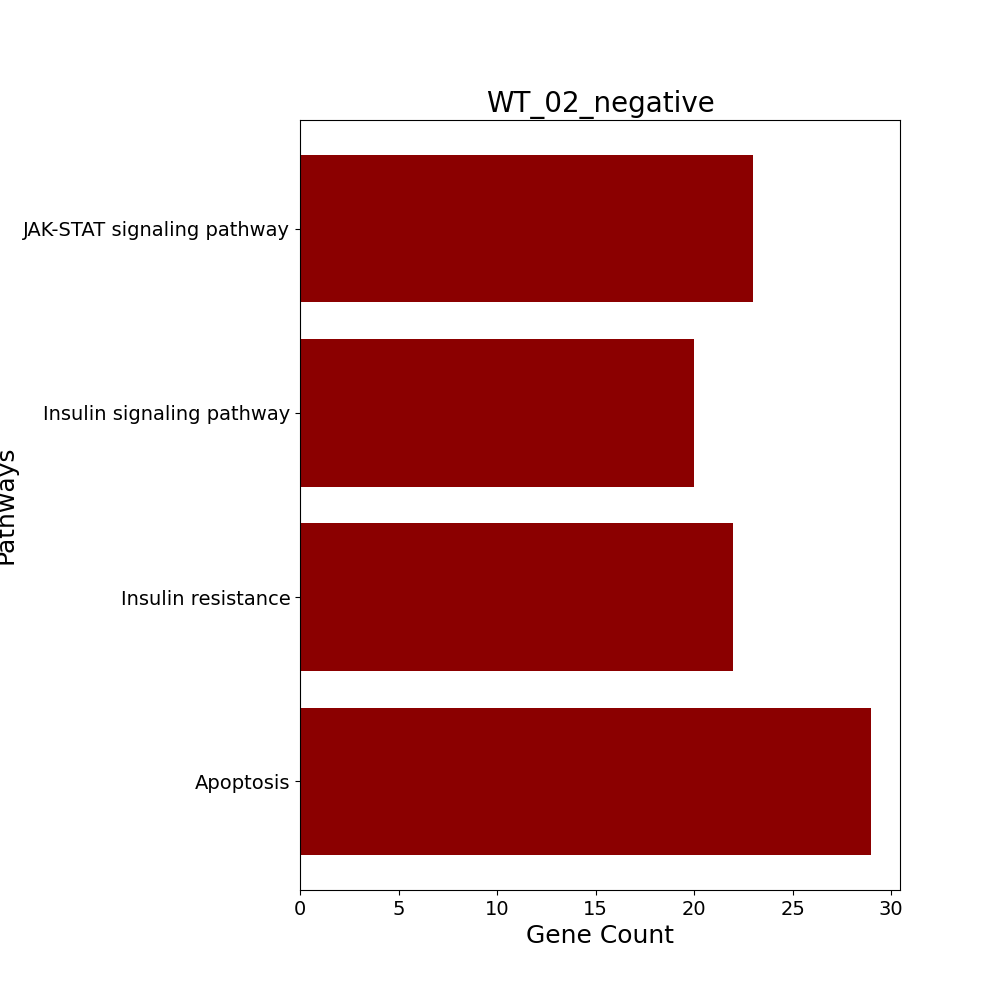 WT_02_negative
JAK-STAT signaling pathway
Insulin signaling pathway
Insulin resistance
Apoptosis
Pathways
0 5 10 15 20 25 30
Gene Count